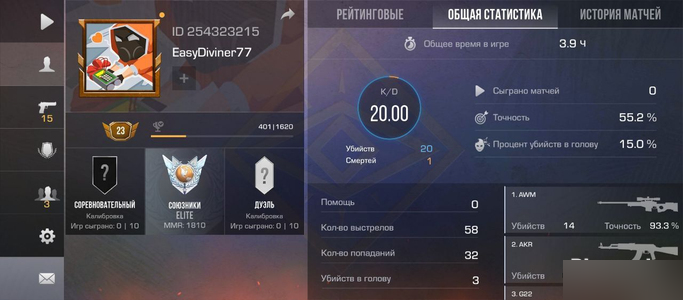 ID 254323215
EasyDiviner77
15
3
23
401|1620
?
СОРЕВНОВАТЕЛЬНЫЙ
Калибровка
Игр сыграно: 0 | 10
СОЮЗНИКИ
ELITE
MMR: 1810
?
ДУЭЛЬ
Калибровка
Игр сыграно: 0 | 10
РЕЙТИНГОВЫЕ
ОБЩАЯ СТАТИСТИКА
ИСТОРИЯ МАТЧЕЙ
Общее время в игре 3.9 Ч
K/D
20.00
Убийств 20
Смертей 1
Сыграно матчей 0
Точность 55.2 %
Процент убийств в голову 15.0 %
Помощь 0
Кол-во выстрелов 58
Кол-во попаданий 32
Убийств в голову 3
1. AWM
Убийств 14 Точность 93.3 %
2. AKR
Убийств
3. G22